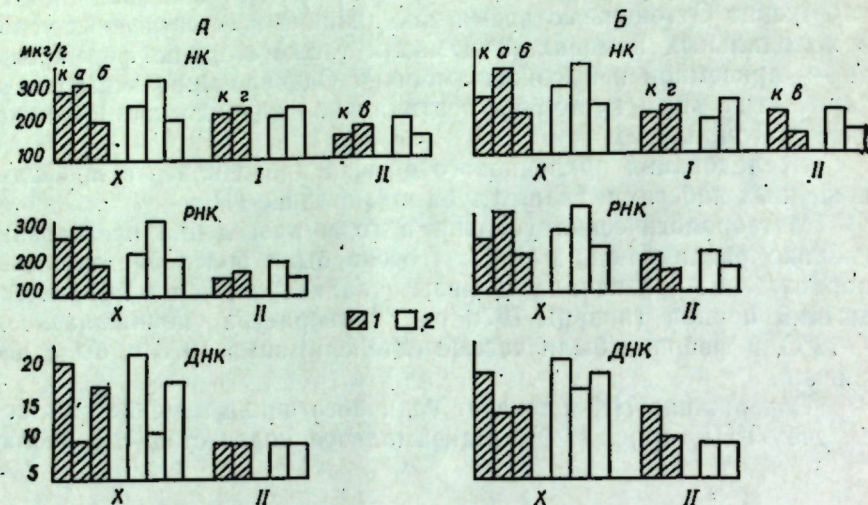 А Б
мкг/г
НК НК
к а б к а б
к г к г
к в к в
300
200
100
X I II X I II
РНК РНК
300
200
100
X II X II
1 2
ДНК ДНК
20
15
10
5
X II X II